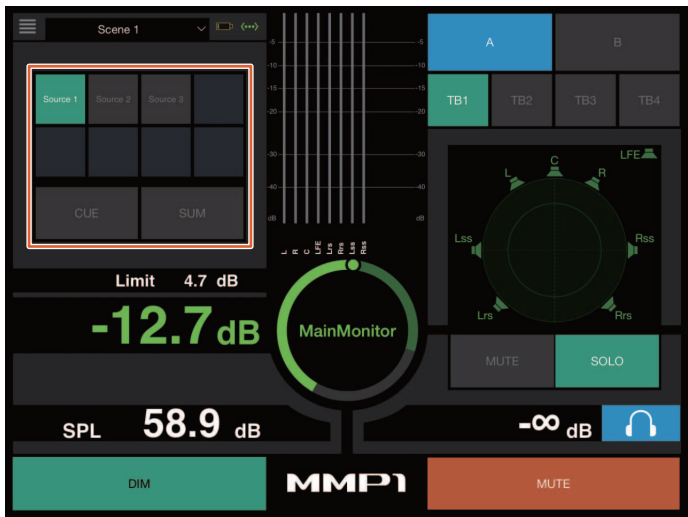 Scene 1
Source 1 Source 2 Source 3
CUE SUM
Limit 4.7 dB
-12.7 dB
SPL 58.9 dB
DIM
-5 -5
-10 -10
-15 -15
-20 -20
-30 -30
-40 -40
dB dB
L R C LFE Lrs Rrs Lss Rss
MainMonitor
MMP1
A B
TB1 TB2 TB3 TB4
LFE
C
L R
Lss Rss
Lrs Rrs
MUTE SOLO
-∞ dB
MUTE